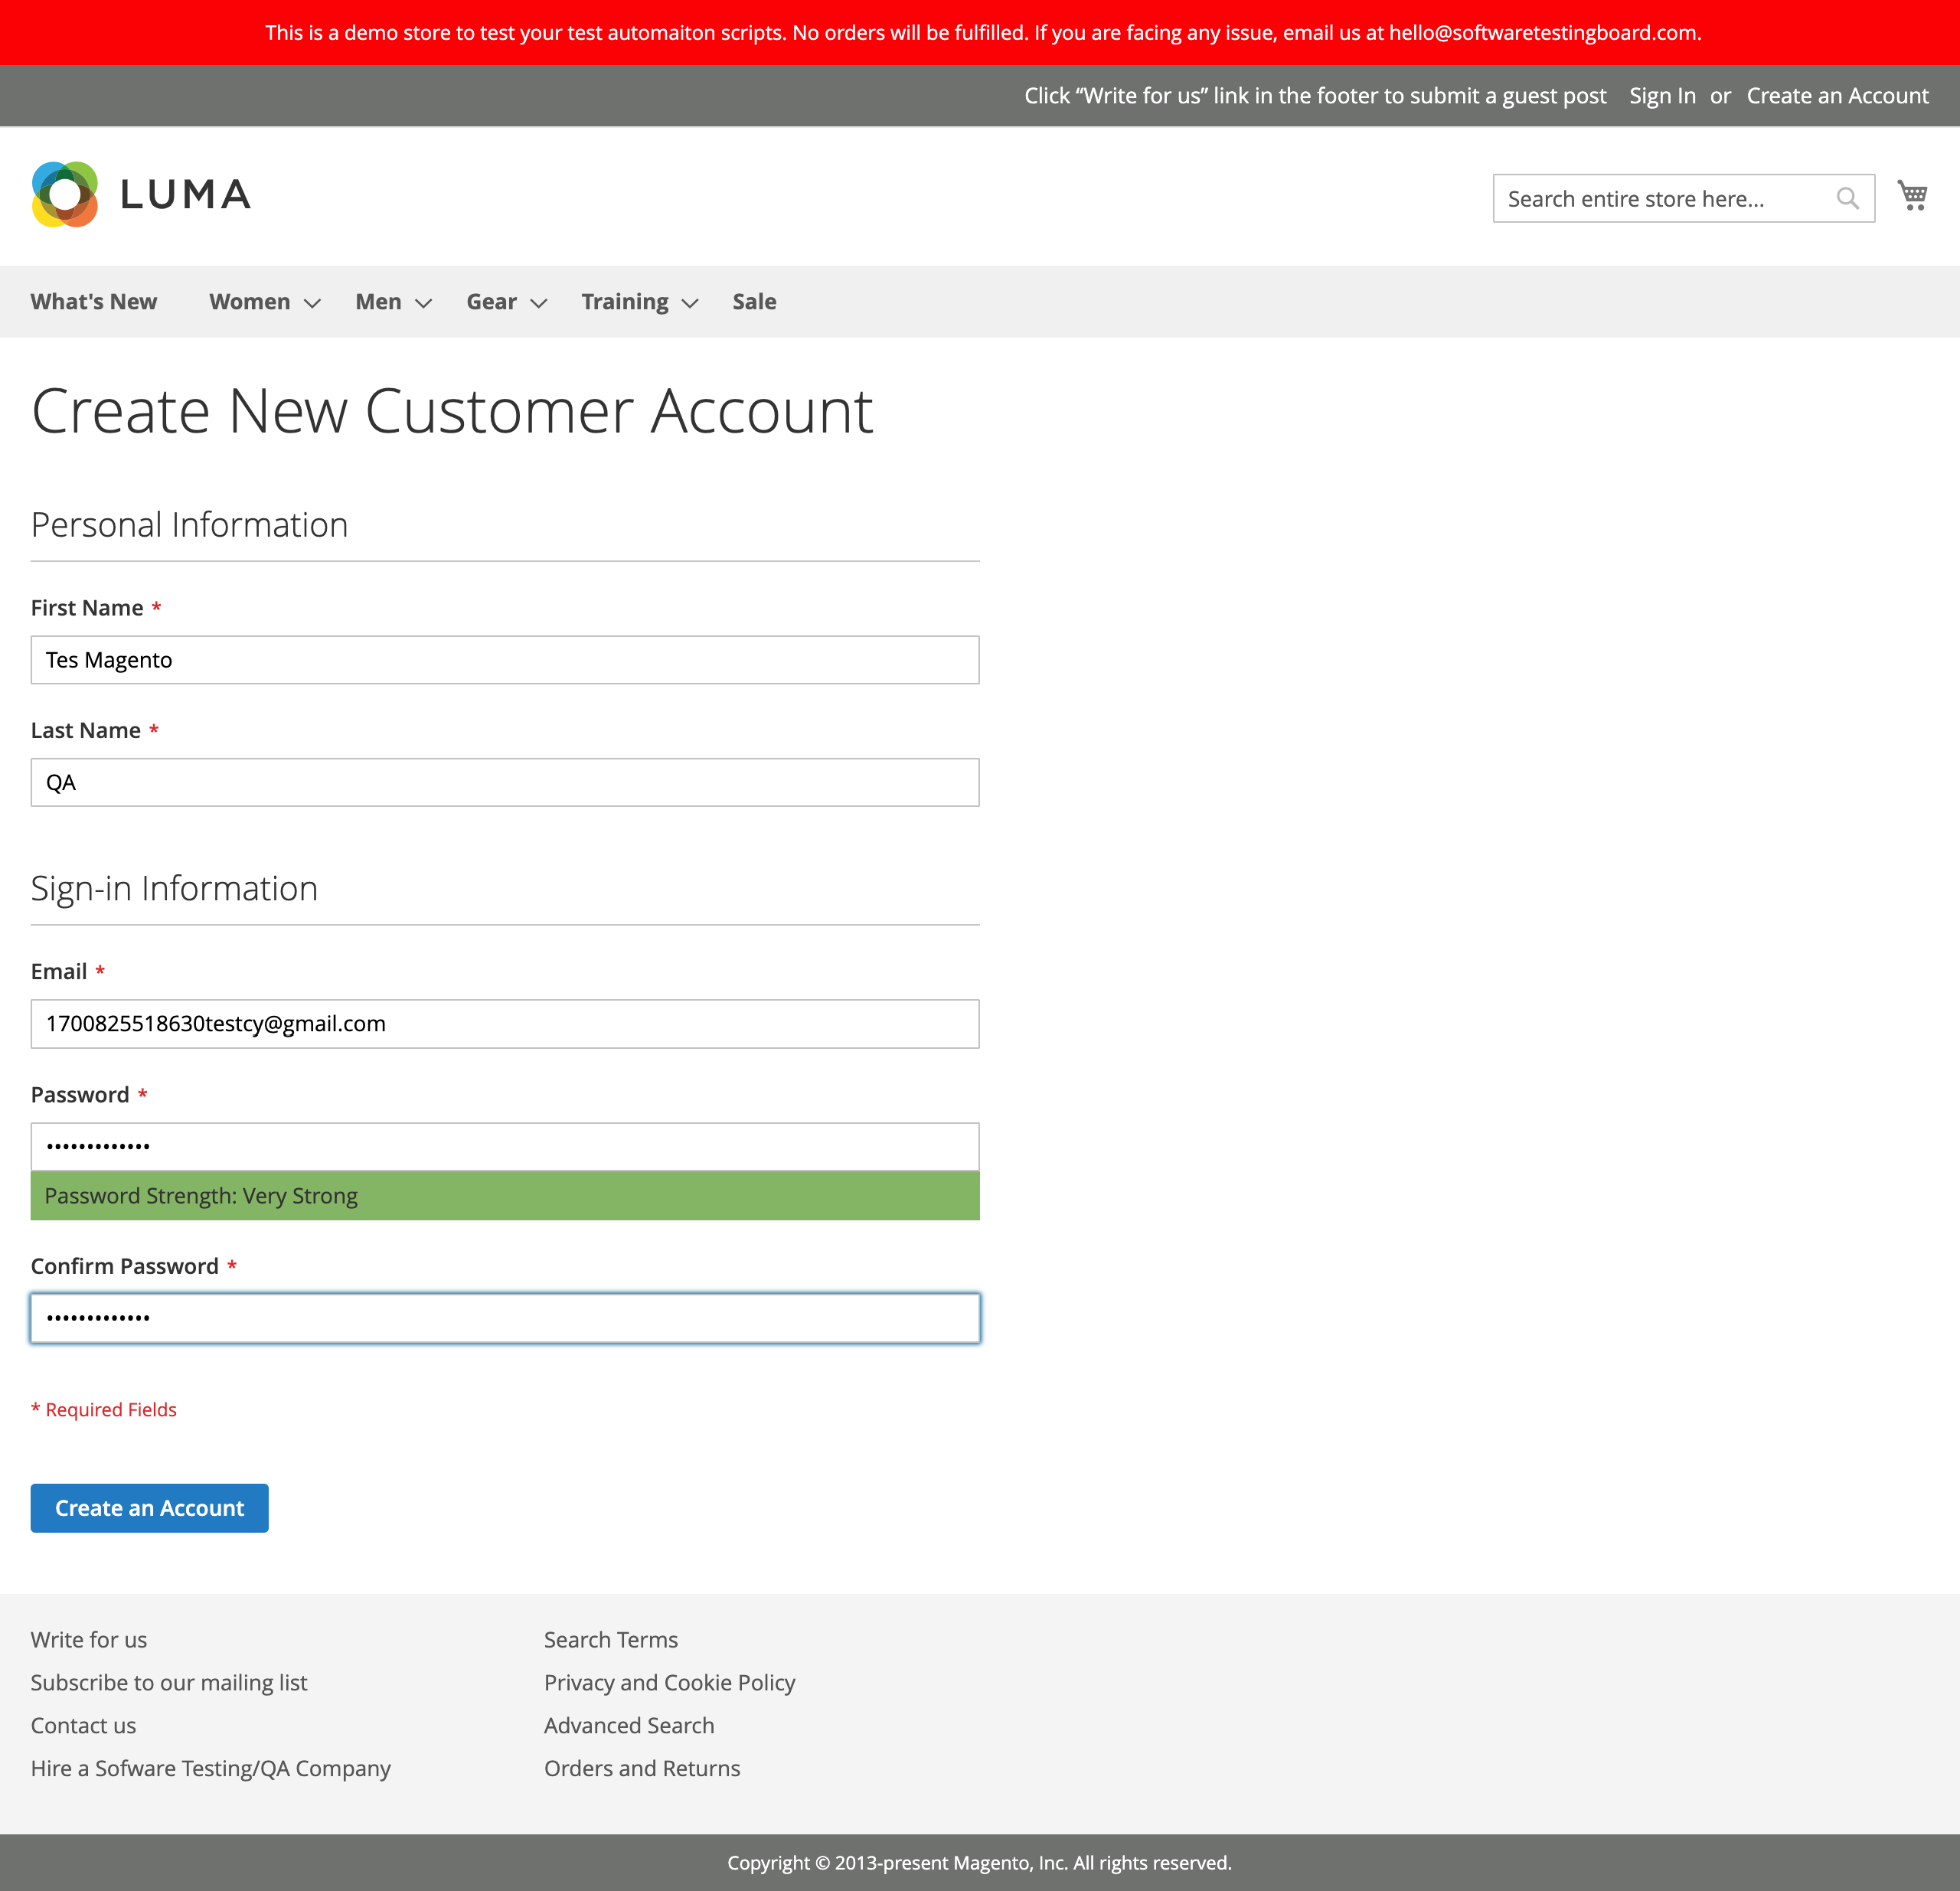 This is a demo store to test your test automaiton scripts. No orders will be fulfilled. If you are facing any issue, email us at hello@softwaretestingboard.com.
Click “Write for us” link in the footer to submit a guest post Sign In or Create an Account
LUMA
Search entire store here...
What's New Women Men Gear Training Sale
Create New Customer Account
Personal Information
First Name *
Tes Magento
Last Name *
QA
Sign-in Information
Email *
1700825518630testcy@gmail.com
Password *
•••••••••••••
Password Strength: Very Strong
Confirm Password *
•••••••••••••
* Required Fields
Create an Account
Write for us
Subscribe to our mailing list
Contact us
Hire a Sofware Testing/QA Company
Search Terms
Privacy and Cookie Policy
Advanced Search
Orders and Returns
Copyright © 2013-present Magento, Inc. All rights reserved.